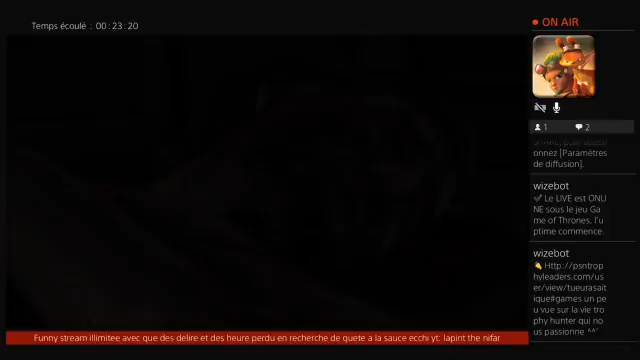 Temps écoulé : 00:23:20
ON AIR
1
2
onnez [Paramètres
de diffusion].
wizebot
Le LIVE est ONLI
NE sous le jeu Ga
me of Thrones, l'u
ptime commence.
wizebot
Http://psntrop
hyleaders.com/us
er/view/tueurasait
ique#games un pe
u vue sur la vie tro
phy hunter qui no
us passionne ^^'
Funny stream illimitee avec que des delire et des heure perdu en recherche de quete a la sauce ecchi yt: lapint the nifar